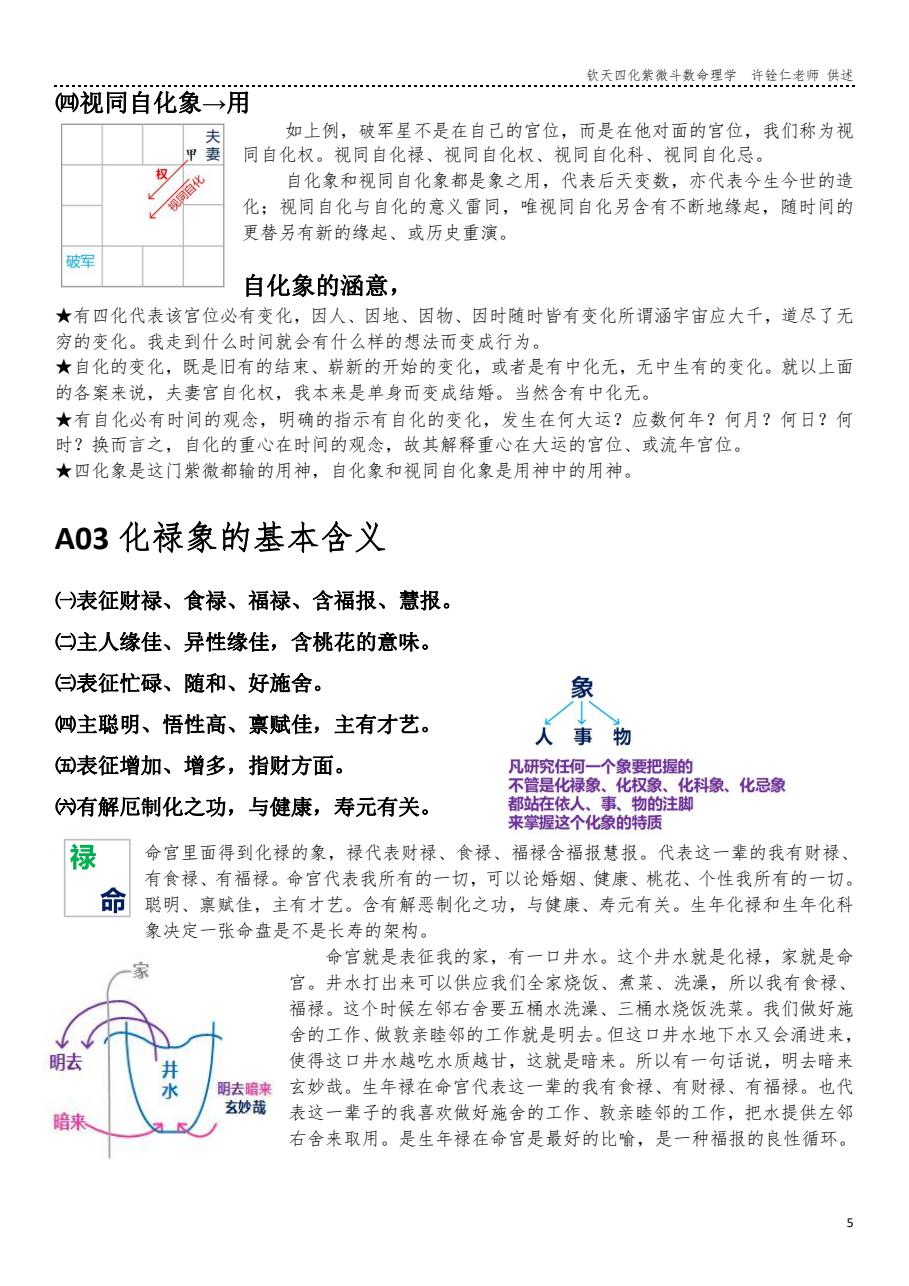 钦天四化紫微斗数命理学 许铨仁老师 供述
㈣视同自化象→用
夫
甲 妻
权
视同自化
破军
如上例，破军星不是在自己的宫位，而是在他对面的宫位，我们称为视
同自化权。视同自化禄、视同自化权、视同自化科、视同自化忌。
自化象和视同自化象都是象之用，代表后天变数，亦代表今生今世的造
化；视同自化与自化的意义雷同，唯视同自化另含有不断地缘起，随时间的
更替另有新的缘起、或历史重演。
自化象的涵意，
★有四化代表该宫位必有变化，因人、因地、因物、因时随时皆有变化所谓涵宇宙应大千，道尽了无
穷的变化。我走到什么时间就会有什么样的想法而变成行为。
★自化的变化，既是旧有的结束、崭新的开始的变化，或者是有中化无，无中生有的变化。就以上面
的各案来说，夫妻宫自化权，我本来是单身而变成结婚。当然含有中化无。
★有自化必有时间的观念，明确的指示有自化的变化，发生在何大运？应数何年？何月？何日？何
时？换而言之，自化的重心在时间的观念，故其解释重心在大运的宫位、或流年宫位。
★四化象是这门紫微都输的用神，自化象和视同自化象是用神中的用神。
A03 化禄象的基本含义
㈠表征财禄、食禄、福禄、含福报、慧报。
㈡主人缘佳、异性缘佳，含桃花的意味。
㈢表征忙碌、随和、好施舍。
㈣主聪明、悟性高、禀赋佳，主有才艺。
㈤表征增加、增多，指财方面。
㈥有解厄制化之功，与健康，寿元有关。
象
人 事 物
凡研究任何一个象要把握的
不管是化禄象、化权象、化科象、化忌象
都站在依人、事、物的注脚
来掌握这个化象的特质
禄
命
命宫里面得到化禄的象，禄代表财禄、食禄、福禄含福报慧报。代表这一辈的我有财禄、
有食禄、有福禄。命宫代表我所有的一切，可以论婚姻、健康、桃花、个性我所有的一切。
聪明、禀赋佳，主有才艺。含有解恶制化之功，与健康、寿元有关。生年化禄和生年化科
象决定一张命盘是不是长寿的架构。
命宫就是表征我的家，有一口井水。这个井水就是化禄，家就是命
宫。井水打出来可以供应我们全家烧饭、煮菜、洗澡，所以我有食禄、
福禄。这个时候左邻右舍要五桶水洗澡、三桶水烧饭洗菜。我们做好施
舍的工作、做敦亲睦邻的工作就是明去。但这口井水地下水又会涌进来，
使得这口井水越吃水质越甘，这就是暗来。所以有一句话说，明去暗来
玄妙哉。生年禄在命宫代表这一辈的我有食禄、有财禄、有福禄。也代
表这一辈子的我喜欢做好施舍的工作、敦亲睦邻的工作，把水提供左邻
右舍来取用。是生年禄在命宫是最好的比喻，是一种福报的良性循环。
家
明去
井
水
明去暗来
玄妙哉
暗来
5